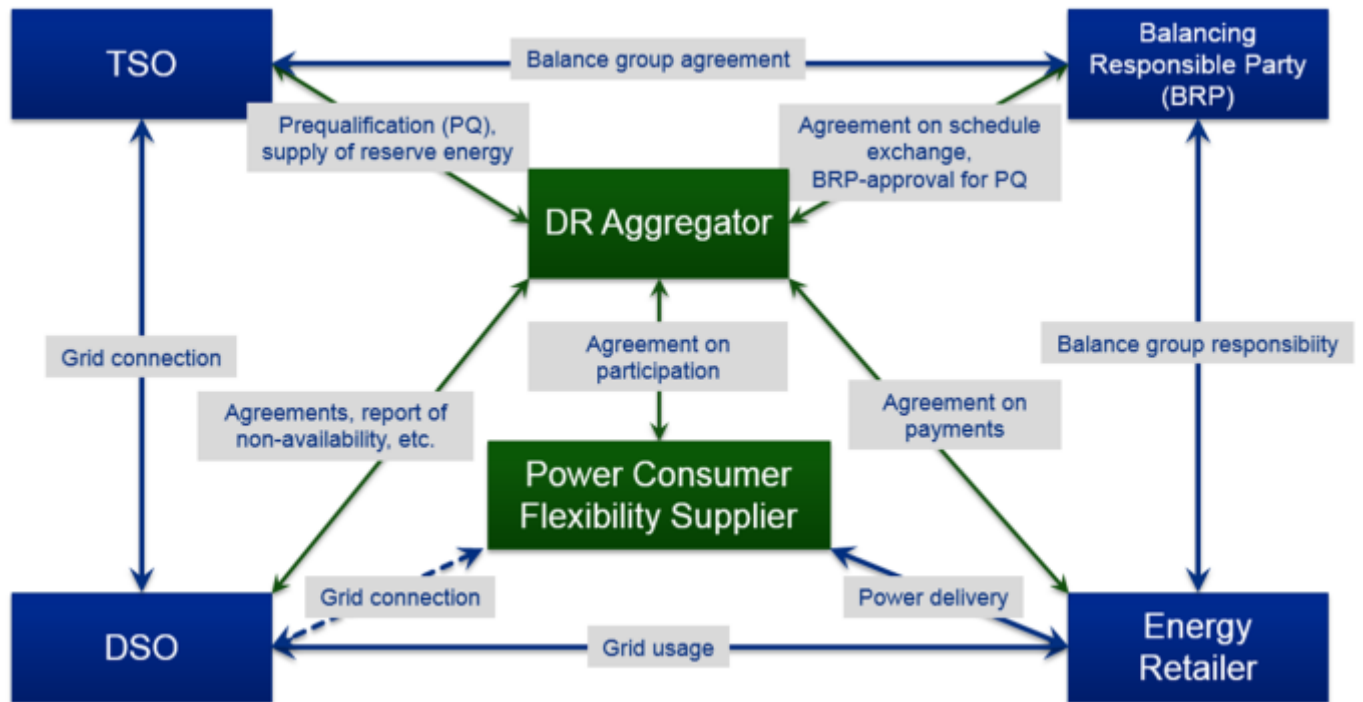 TSO
Balance group agreement
Balancing
Responsible Party
(BRP)
Prequalification (PQ),
supply of reserve energy
Agreement on schedule
exchange,
BRP-approval for PQ
DR Aggregator
Grid connection
Agreement on
participation
Balance group responsibiity
Agreements, report of
non-availability, etc.
Agreement on
payments
Power Consumer
Flexibility Supplier
Grid connection
Power delivery
DSO
Grid usage
Energy
Retailer